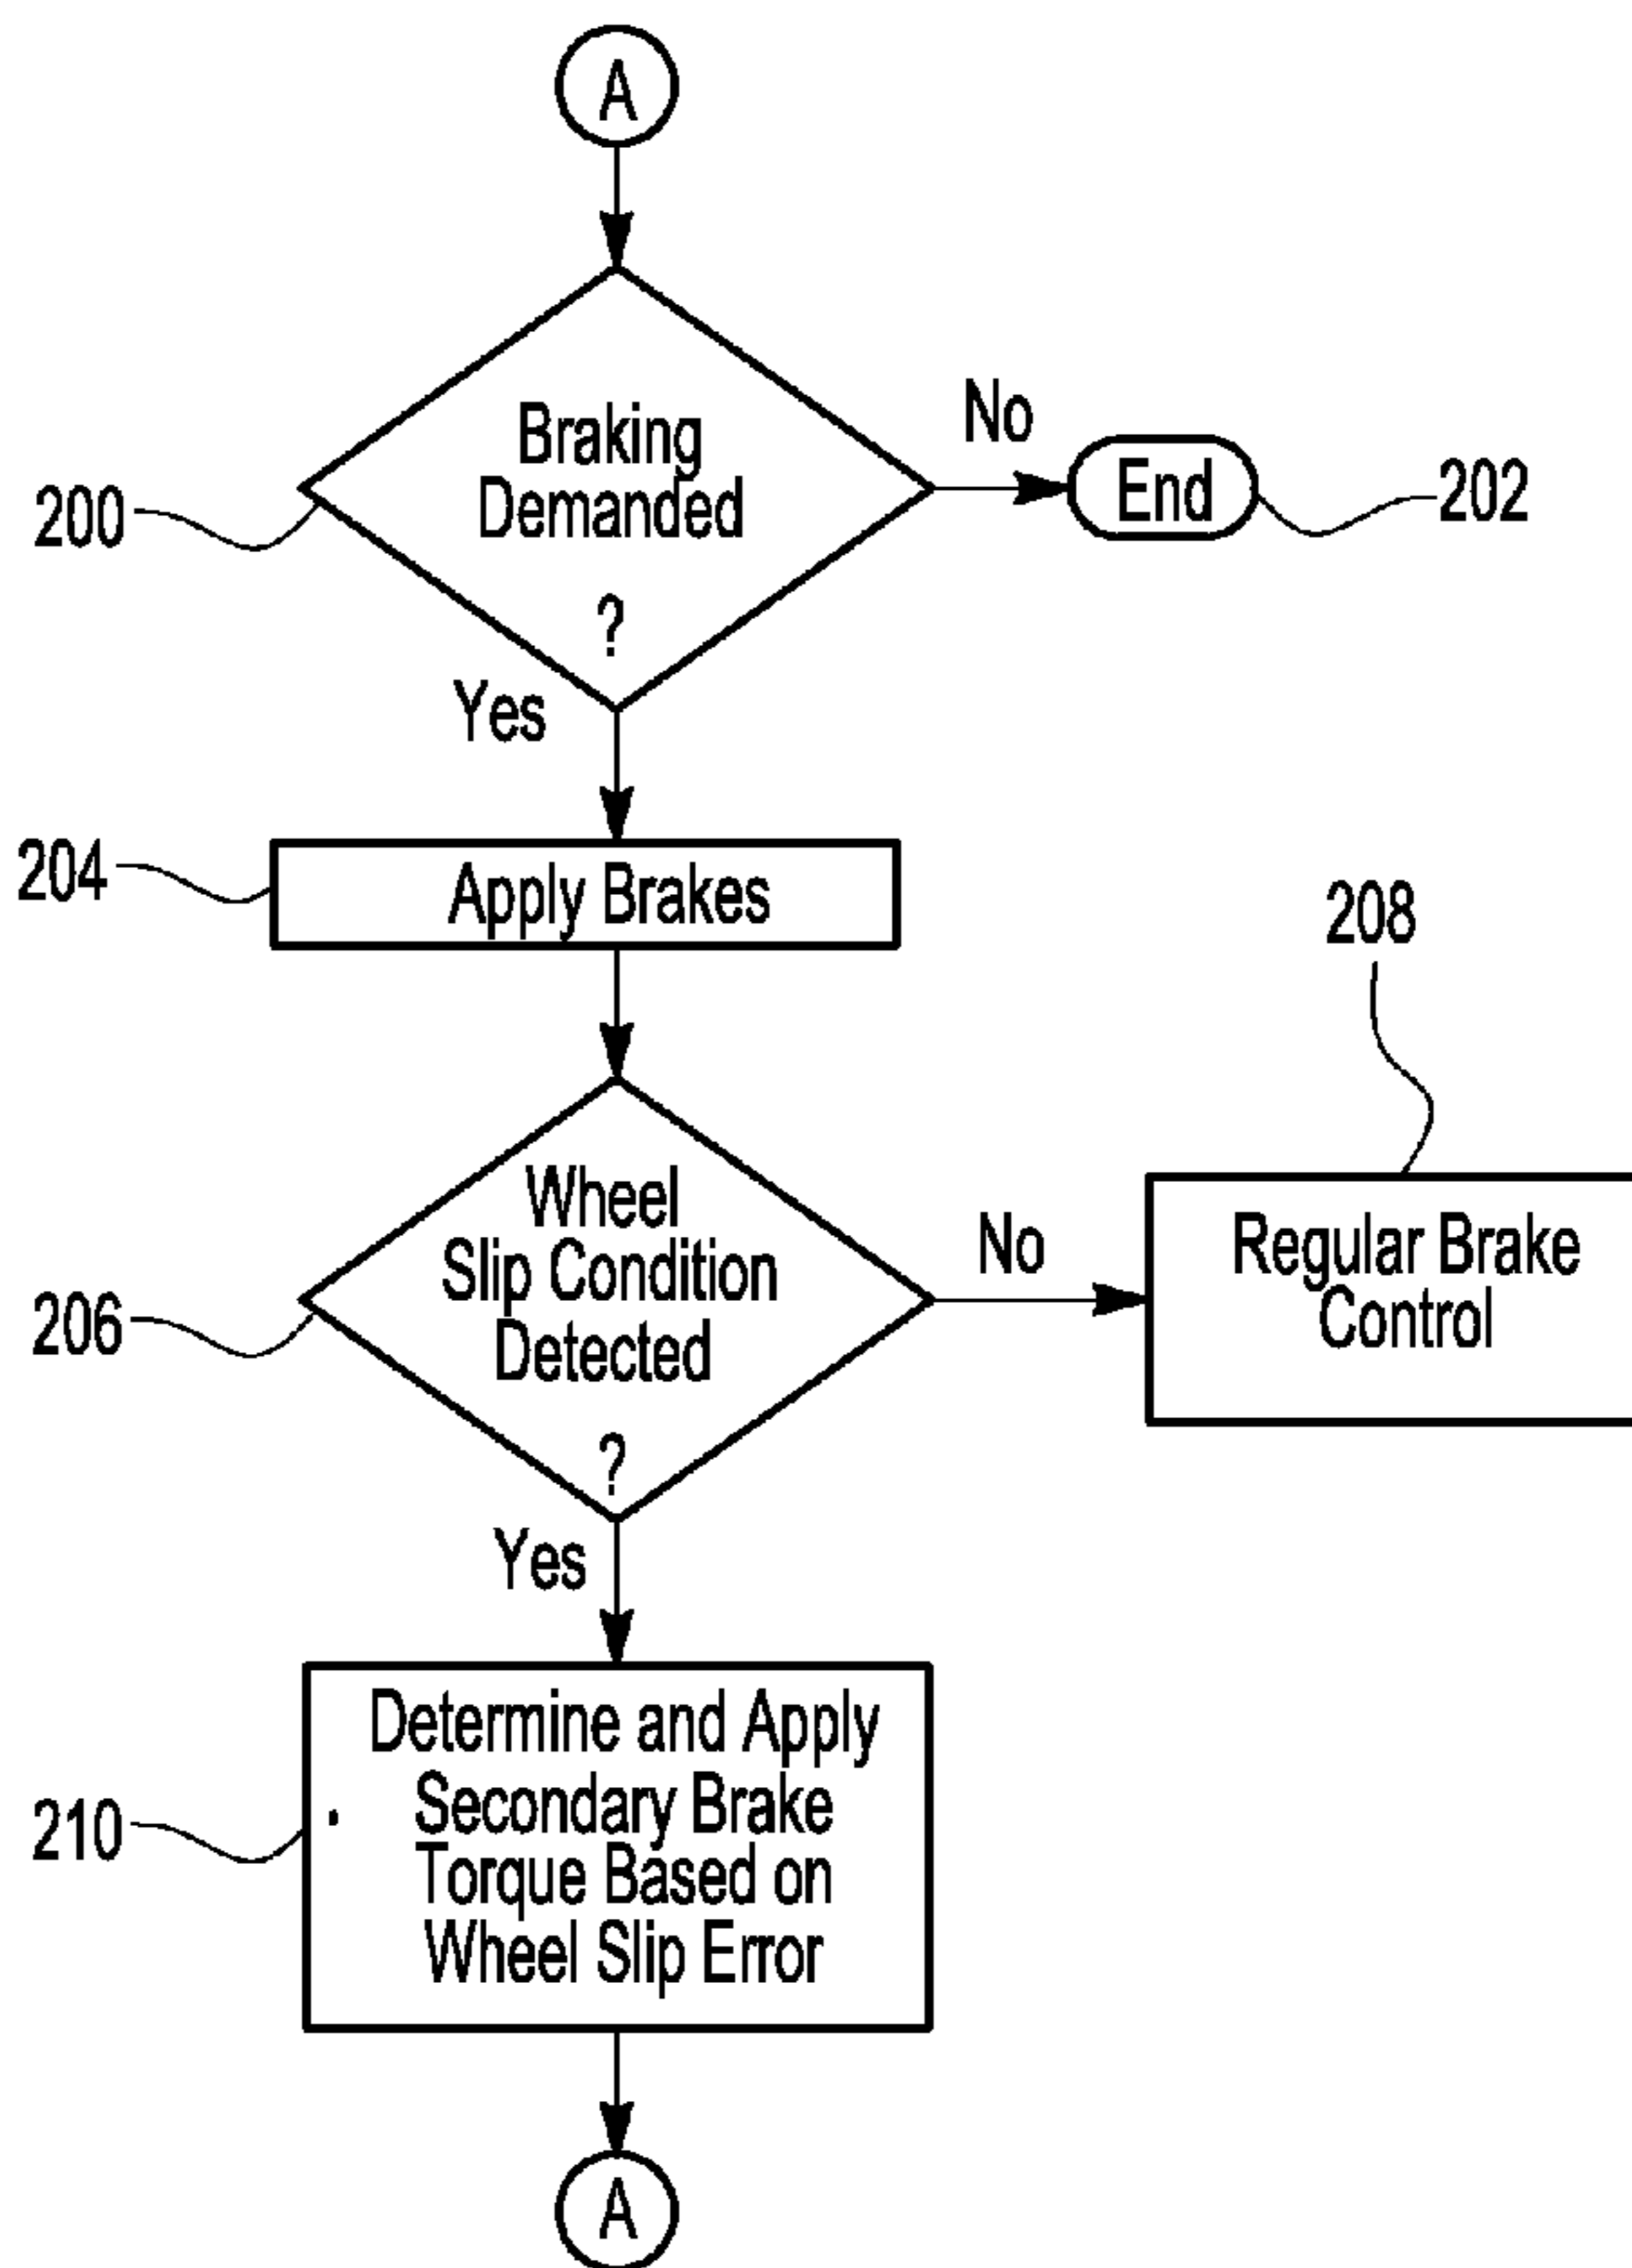 A
Braking
Demanded
?
No
End
202
200
Yes
204
Apply Brakes
208
Wheel
Slip Condition
Detected
?
No
Regular Brake
Control
206
Yes
Determine and Apply
Secondary Brake
Torque Based on
Wheel Slip Error
210
A